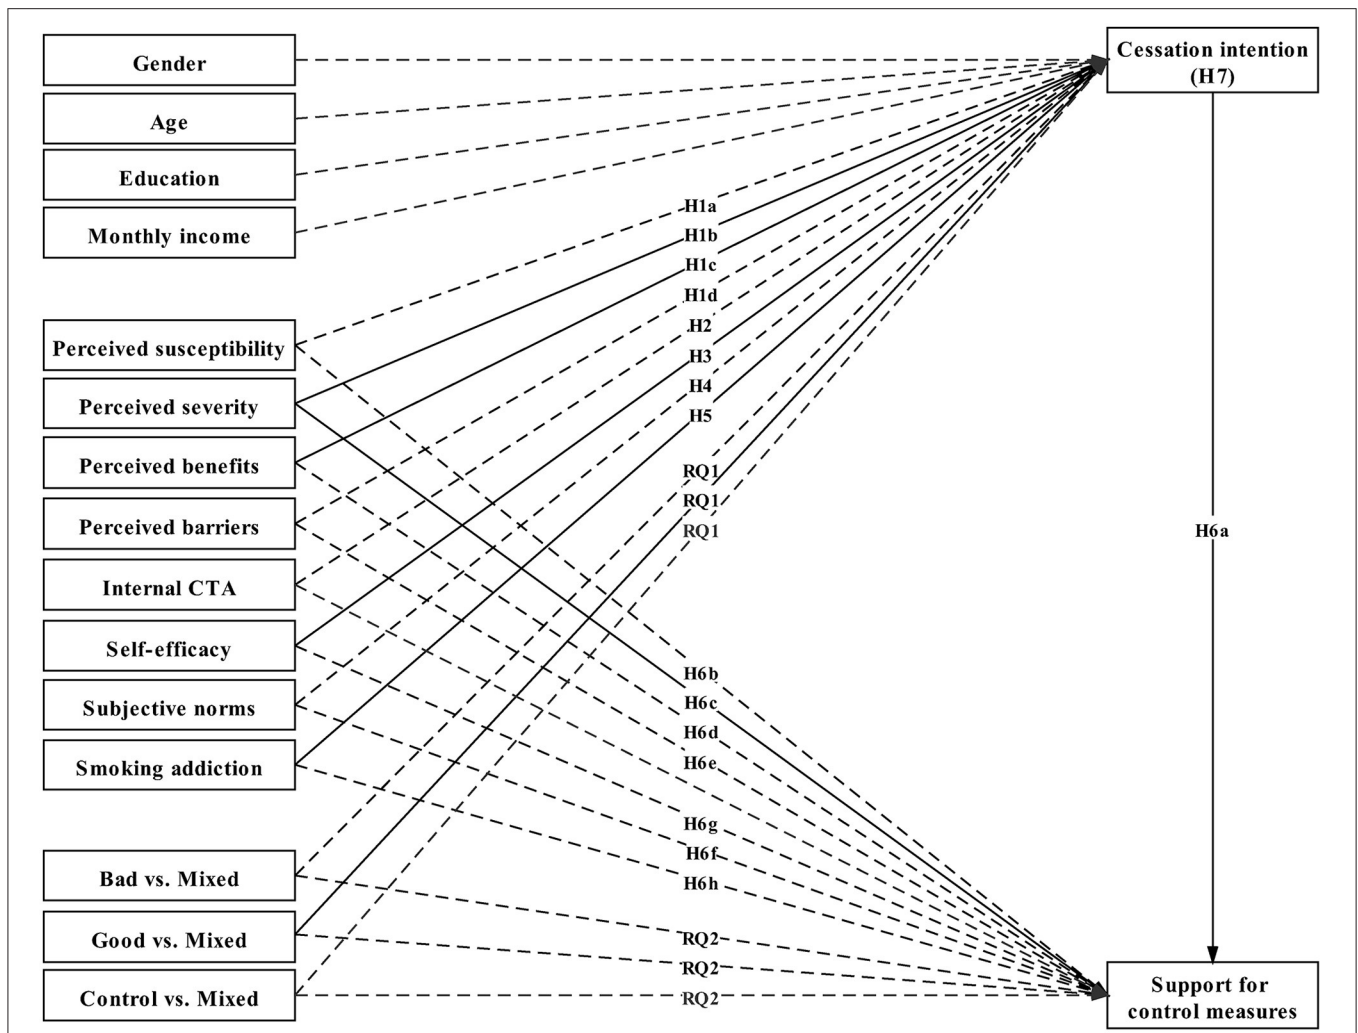 Gender
Age
Education
Monthly income
Perceived susceptibility
Perceived severity
Perceived benefits
Perceived barriers
Internal CTA
Self-efficacy
Subjective norms
Smoking addiction
Bad vs. Mixed
Good vs. Mixed
Control vs. Mixed
H1a
H1b
H1c
H1d
H2
H3
H4
H5
RQ1
RQ1
RQ1
H6b
H6c
H6d
H6e
H6g
H6f
H6h
RQ2
RQ2
RQ2
Cessation intention
(H7)
H6a
Support for
control measures